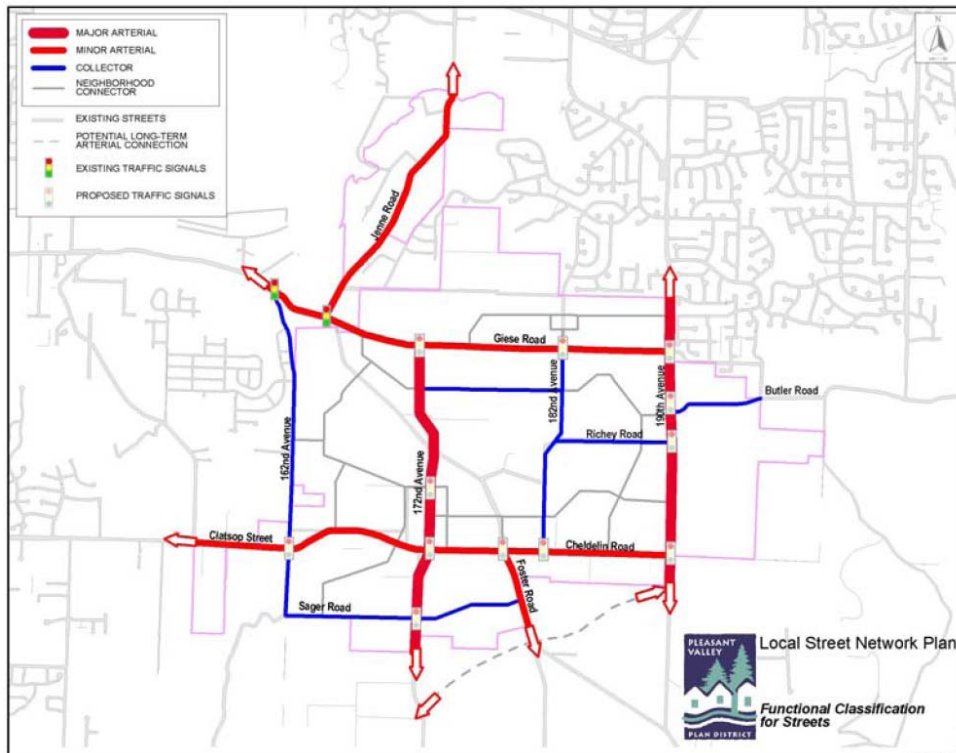 MAJOR ARTERIAL
MINOR ARTERIAL
COLLECTOR
NEIGHBORHOOD
CONNECTOR
EXISTING STREETS
POTENTIAL LONG-TERM
ARTERIAL CONNECTION
EXISTING TRAFFIC SIGNALS
PROPOSED TRAFFIC SIGNALS
N
Jenne Road
Giese Road
182nd Avenue
190th Avenue
Butler Road
Richey Road
162nd Avenue
172nd Avenue
Clatsop Street
Cheldelin Road
Foster Road
Sager Road
PLEASANT
VALLEY
PLAN DISTRICT
Local Street Network Plan
Functional Classification
for Streets